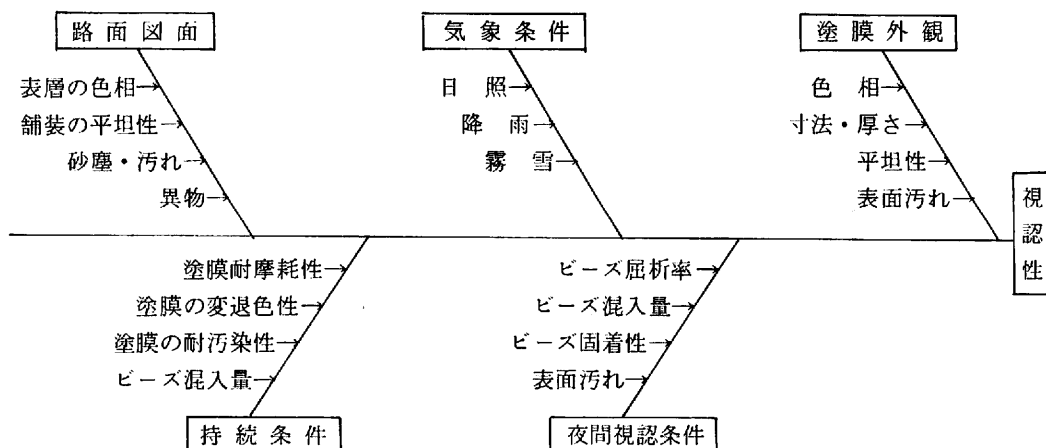 路面図面
表層の色相→
舗装の平坦性→
砂塵・汚れ→
異物→
気象条件
日照→
降雨→
霧雪→
塗膜外観
色相→
寸法・厚さ→
平坦性→
表面汚れ→
視認性
塗膜耐摩耗性→
塗膜の変退色性→
塗膜の耐汚染性→
ビーズ混入量→
持続条件
ビーズ屈析率→
ビーズ混入量→
ビーズ固着性→
表面汚れ→
夜間視認条件